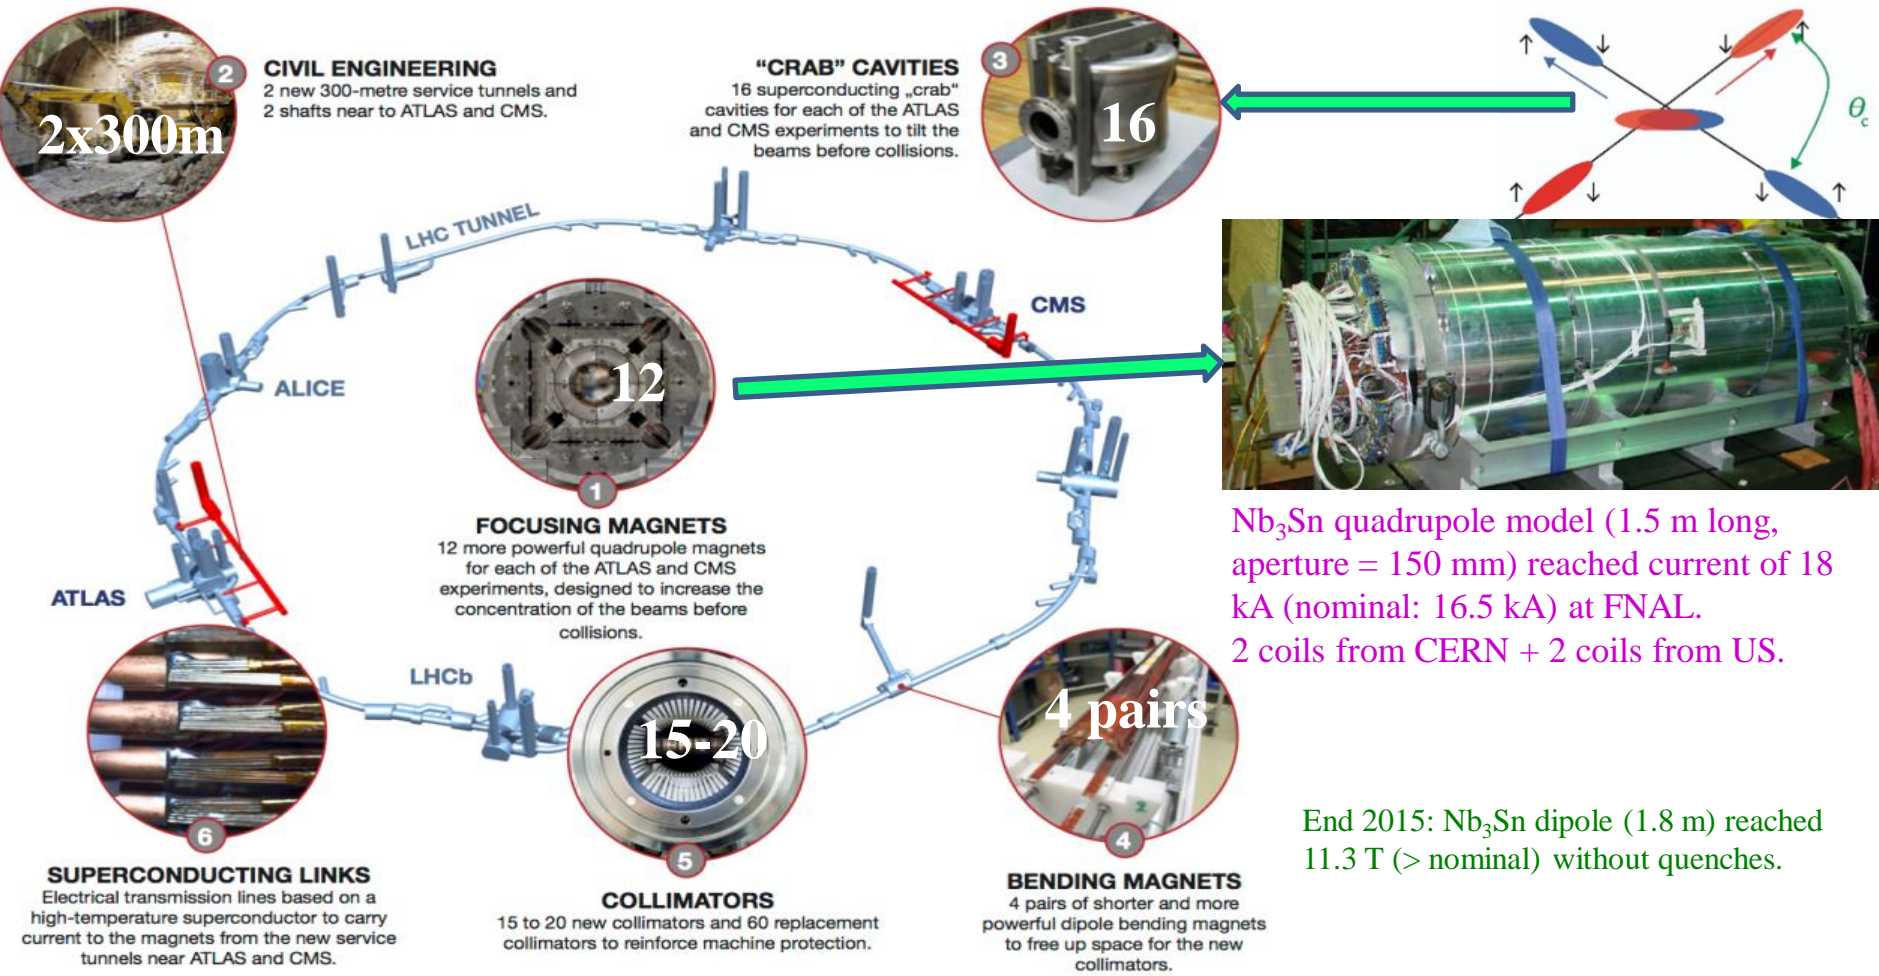 2
CIVIL ENGINEERING
2 new 300-metre service tunnels and
2 shafts near to ATLAS and CMS.
2x300m
"CRAB" CAVITIES
16 superconducting „crab"
cavities for each of the ATLAS
and CMS experiments to tilt the
beams before collisions.
3
16
θc
LHC TUNNEL
CMS
ALICE
12
1
FOCUSING MAGNETS
12 more powerful quadrupole magnets
for each of the ATLAS and CMS
experiments, designed to increase the
concentration of the beams before
collisions.
Nb₃Sn quadrupole model (1.5 m long,
aperture = 150 mm) reached current of 18
kA (nominal: 16.5 kA) at FNAL.
2 coils from CERN + 2 coils from US.
ATLAS
LHCb
6
SUPERCONDUCTING LINKS
Electrical transmission lines based on a
high-temperature superconductor to carry
current to the magnets from the new service
tunnels near ATLAS and CMS.
15-20
5
COLLIMATORS
15 to 20 new collimators and 60 replacement
collimators to reinforce machine protection.
4 pairs
4
BENDING MAGNETS
4 pairs of shorter and more
powerful dipole bending magnets
to free up space for the new
collimators.
End 2015: Nb₃Sn dipole (1.8 m) reached
11.3 T (> nominal) without quenches.